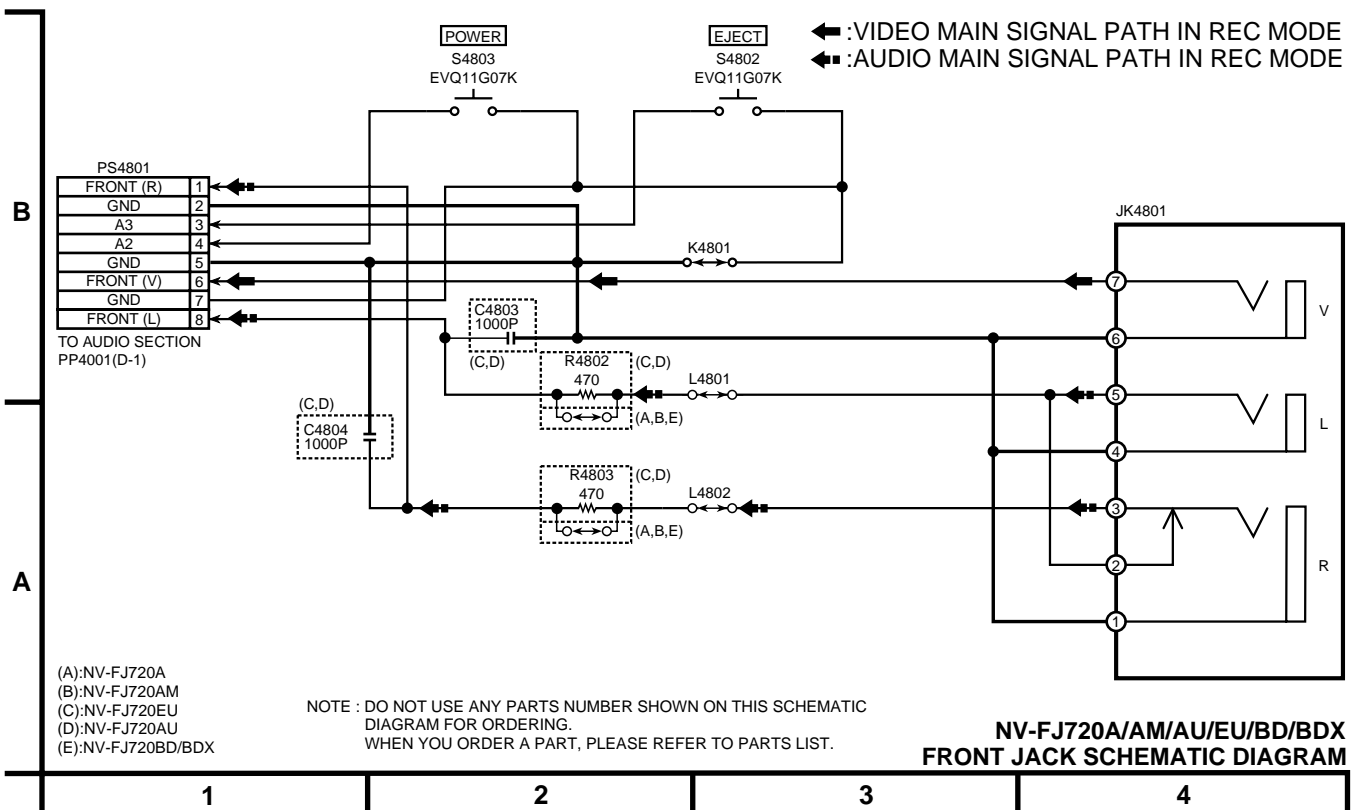 :VIDEO MAIN SIGNAL PATH IN REC MODE
:AUDIO MAIN SIGNAL PATH IN REC MODE
POWER
S4803
EVQ11G07K
EJECT
S4802
EVQ11G07K
PS4801
FRONT (R) 1
GND 2
A3 3
A2 4
GND 5
FRONT (V) 6
GND 7
FRONT (L) 8
TO AUDIO SECTION
PP4001(D-1)
B
K4801
JK4801
7
V
6
C4803
1000P
(C,D)
R4802
470
(C,D)
(A,B,E)
L4801
5
L
4
(C,D)
C4804
1000P
R4803
470
(C,D)
(A,B,E)
L4802
3
2
R
1
A
(A):NV-FJ720A
(B):NV-FJ720AM
(C):NV-FJ720EU
(D):NV-FJ720AU
(E):NV-FJ720BD/BDX
NOTE : DO NOT USE ANY PARTS NUMBER SHOWN ON THIS SCHEMATIC
DIAGRAM FOR ORDERING.
WHEN YOU ORDER A PART, PLEASE REFER TO PARTS LIST.
NV-FJ720A/AM/AU/EU/BD/BDX
FRONT JACK SCHEMATIC DIAGRAM
1 2 3 4